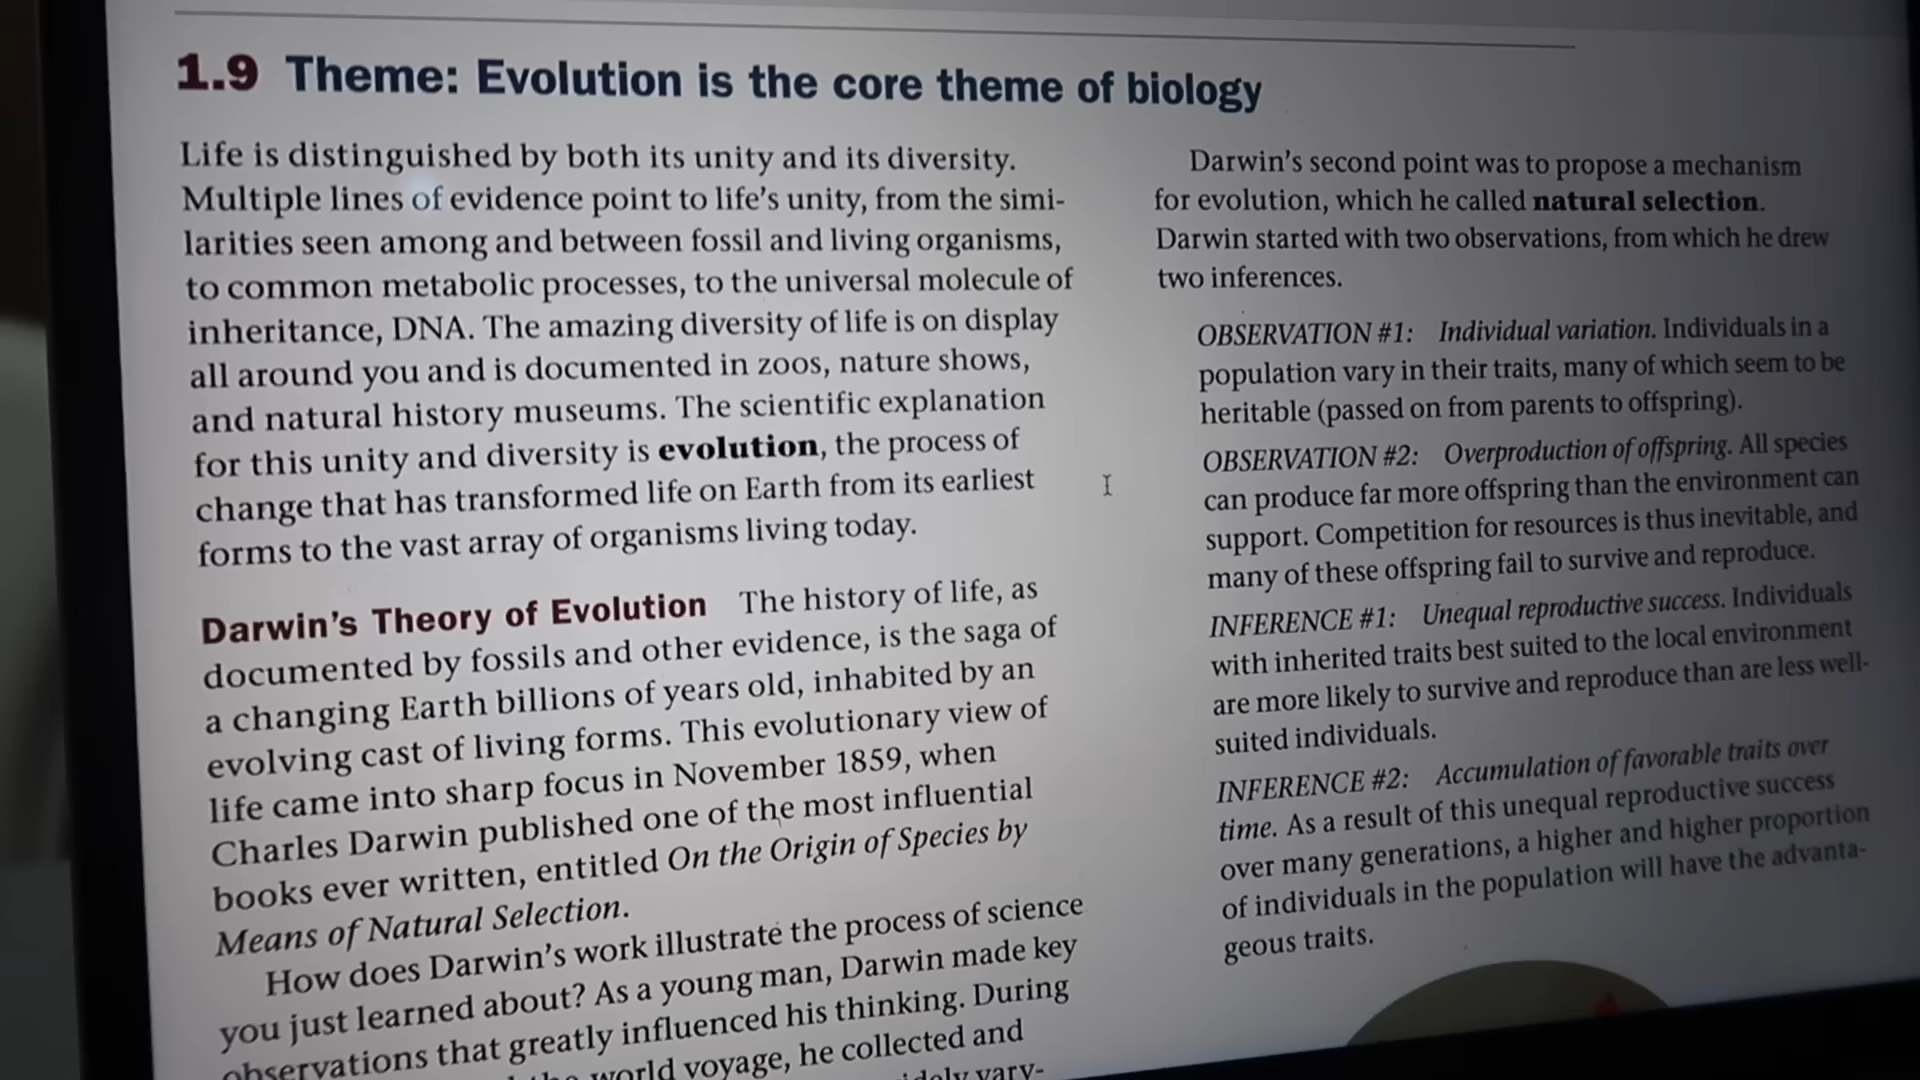 1.9 Theme: Evolution is the core theme of biology
Life is distinguished by both its unity and its diversity.
Multiple lines of evidence point to life's unity, from the simi-
larities seen among and between fossil and living organisms,
to common metabolic processes, to the universal molecule of
inheritance, DNA. The amazing diversity of life is on display
all around you and is documented in zoos, nature shows,
and natural history museums. The scientific explanation
for this unity and diversity is evolution, the process of
change that has transformed life on Earth from its earliest
forms to the vast array of organisms living today.
Darwin's Theory of Evolution The history of life, as
documented by fossils and other evidence, is the saga of
a changing Earth billions of years old, inhabited by an
evolving cast of living forms. This evolutionary view of
life came into sharp focus in November 1859, when
Charles Darwin published one of the most influential
books ever written, entitled On the Origin of Species by
Means of Natural Selection.
How does Darwin's work illustrate the process of science
you just learned about? As a young man, Darwin made key
observations that greatly influenced his thinking. During
world voyage, he collected and
vary-
Darwin's second point was to propose a mechanism
for evolution, which he called natural selection.
Darwin started with two observations, from which he drew
two inferences.
OBSERVATION #1: Individual variation. Individuals in a
population vary in their traits, many of which seem to be
heritable (passed on from parents to offspring).
OBSERVATION #2: Overproduction of offspring. All species
can produce far more offspring than the environment can
support. Competition for resources is thus inevitable, and
many of these offspring fail to survive and reproduce.
INFERENCE #1: Unequal reproductive success. Individuals
with inherited traits best suited to the local environment
are more likely to survive and reproduce than are less well-
suited individuals.
INFERENCE #2: Accumulation of favorable traits over
time. As a result of this unequal reproductive success
over many generations, a higher and higher proportion
of individuals in the population will have the advanta-
geous traits.